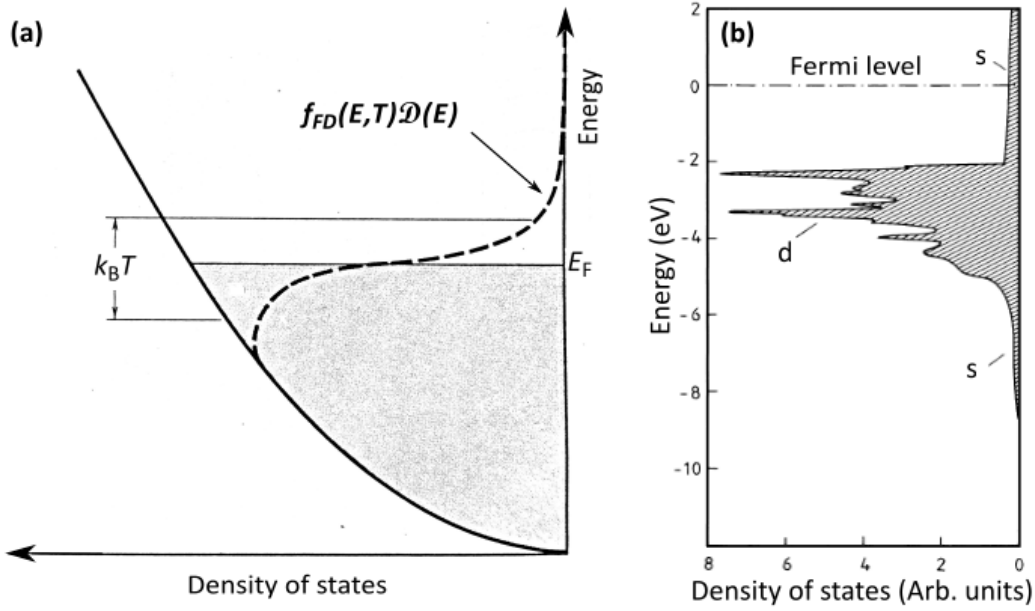 (a)
Energy
f_FD(E,T)𝔇(E)
k_BT
E_F
Density of states
(b)
2
s
Fermi level
0
-2
-4
d
-6
s
-8
-10
-12
Energy (eV)
8 6 4 2 0
Density of states (Arb. units)